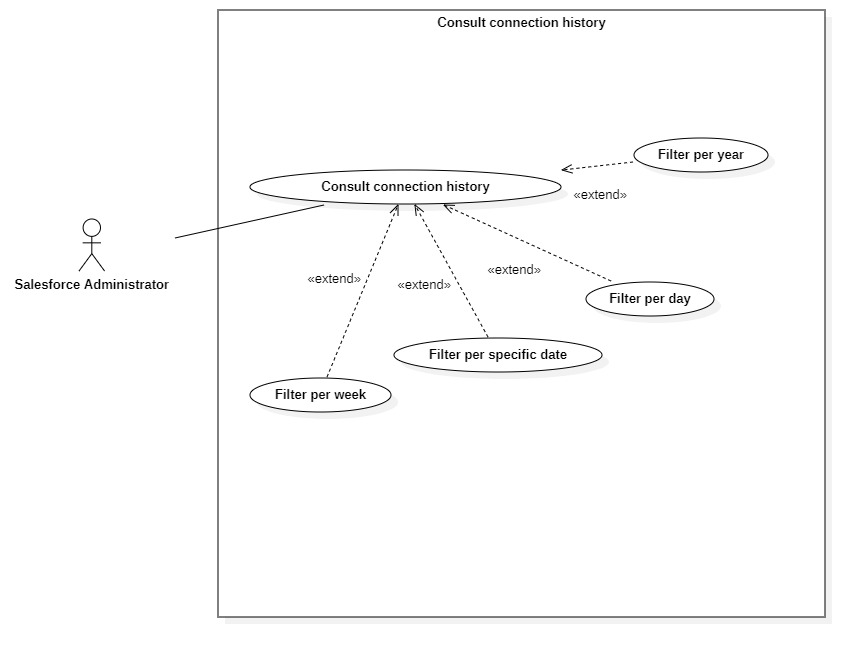 Consult connection history
Filter per year
Consult connection history
«extend»
Salesforce Administrator
«extend»
«extend»
«extend»
Filter per day
Filter per specific date
Filter per week